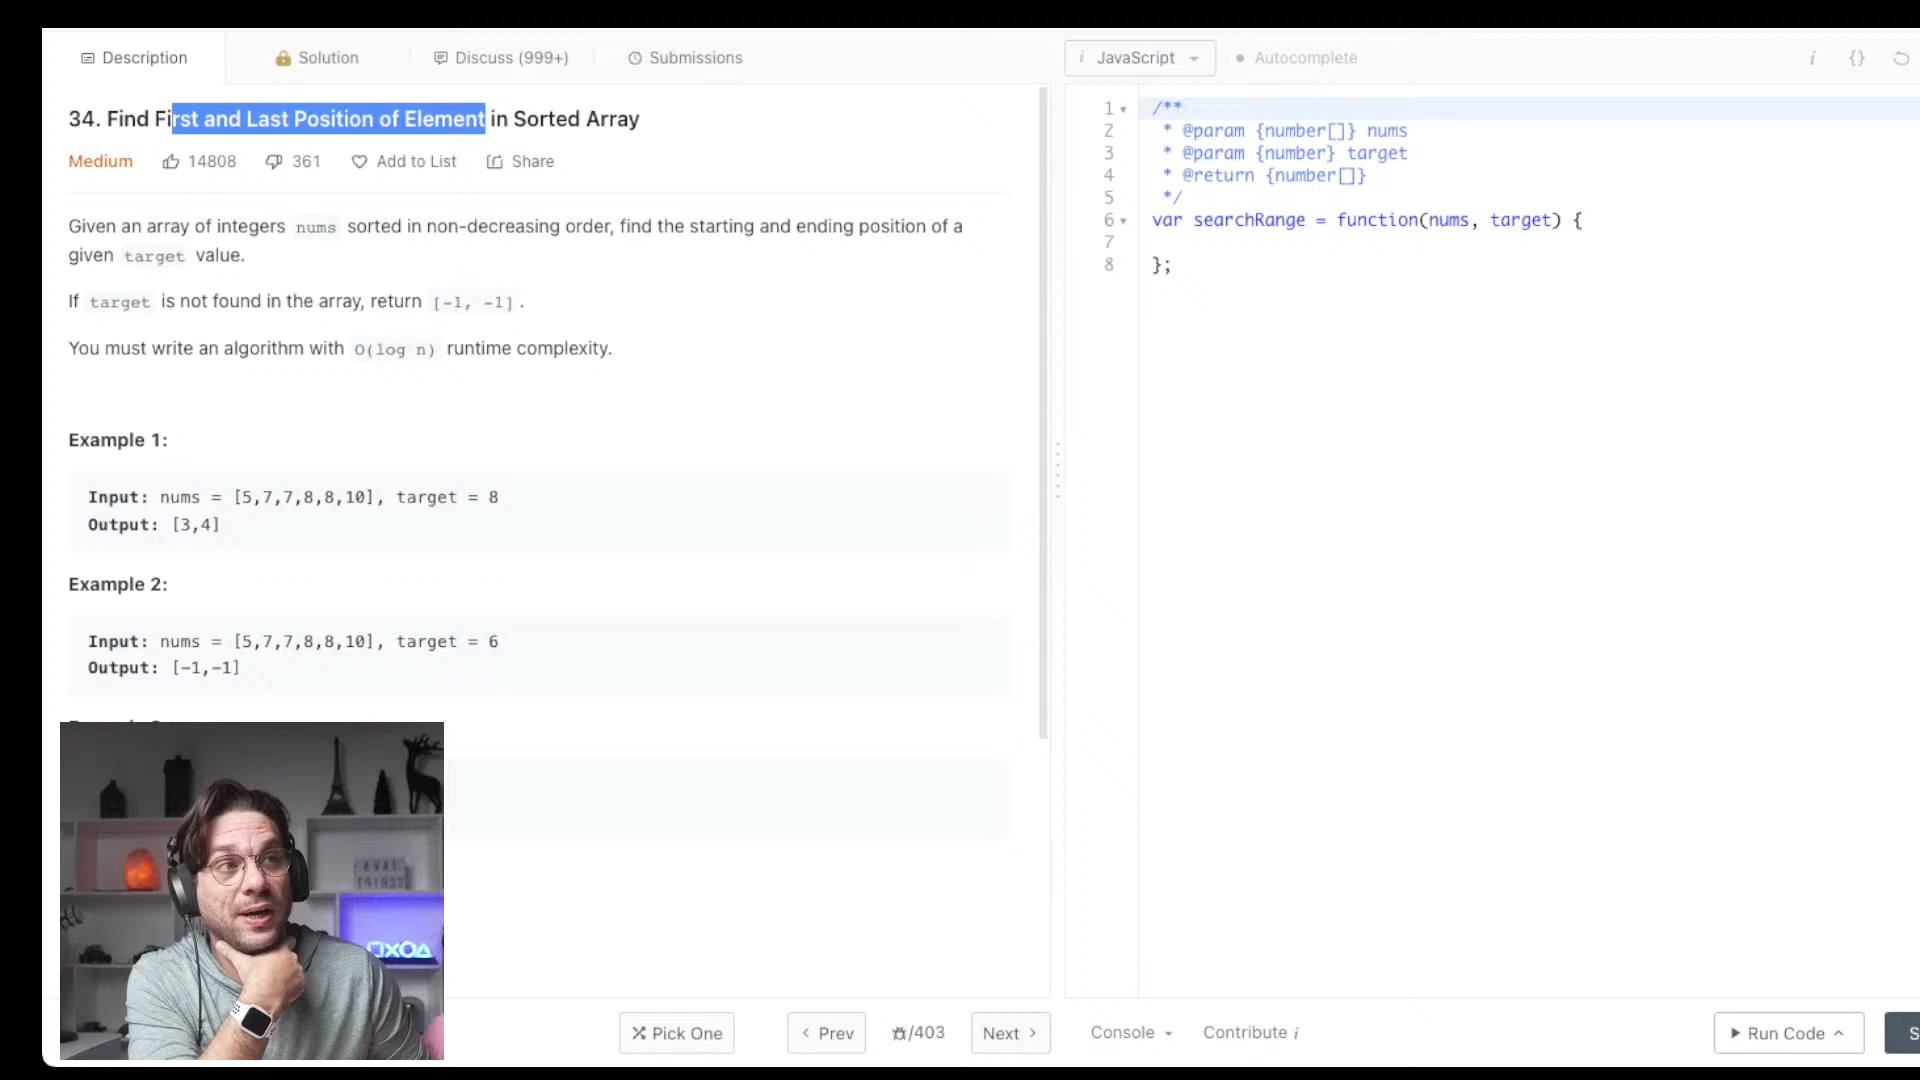 Description
Solution
Discuss (999+)
Submissions
i JavaScript
Autocomplete
i {}
34. Find First and Last Position of Element in Sorted Array
Medium 14808 361 Add to List Share
Given an array of integers nums sorted in non-decreasing order, find the starting and ending position of a
given target value.
If target is not found in the array, return [-1, -1].
You must write an algorithm with O(log n) runtime complexity.
Example 1:
Input: nums = [5,7,7,8,8,10], target = 8
Output: [3,4]
Example 2:
Input: nums = [5,7,7,8,8,10], target = 6
Output: [-1,-1]
1 /**
2 * @param {number[]} nums
3 * @param {number} target
4 * @return {number[]}
5 */
6 var searchRange = function(nums, target) {
7
8 };
Pick One
Prev
/403
Next
Console
Contribute i
Run Code
S